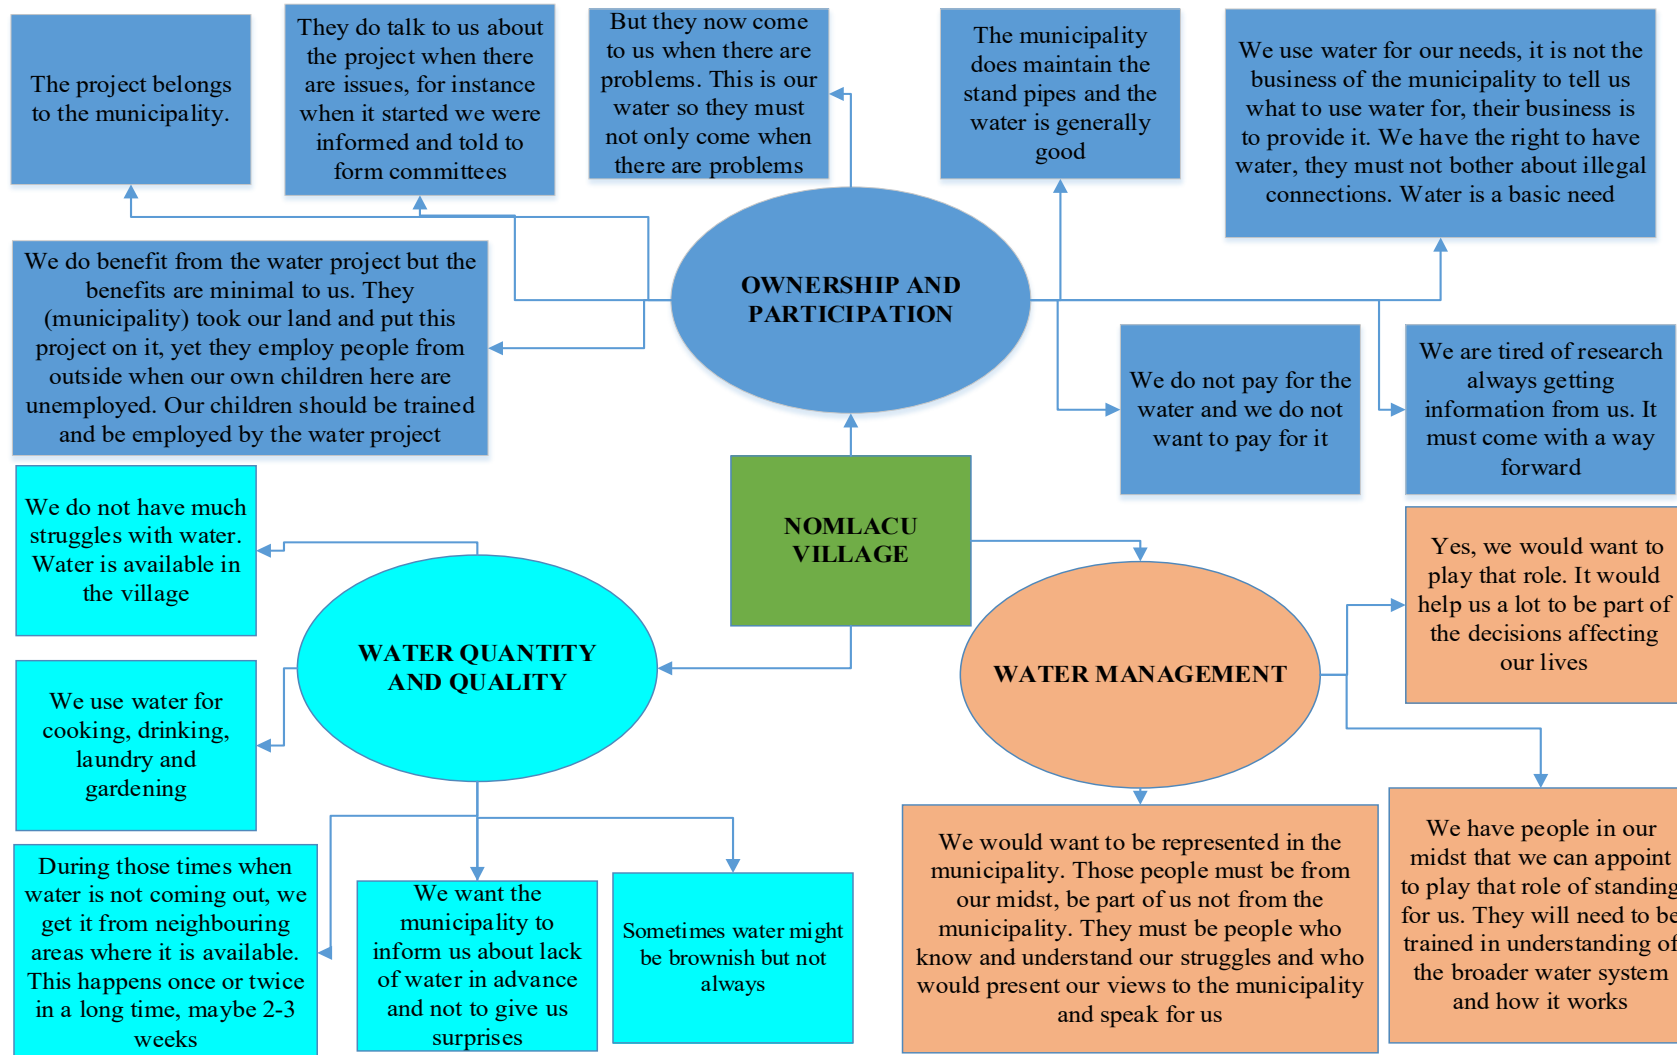 The project belongs
to the municipality.
They do talk to us about
the project when there
are issues, for instance
when it started we were
informed and told to
form committees
But they now come
to us when there are
problems. This is our
water so they must
not only come when
there are problems
The municipality
does maintain the
stand pipes and the
water is generally
good
We use water for our needs, it is not the
business of the municipality to tell us
what to use water for, their business is
to provide it. We have the right to have
water, they must not bother about illegal
connections. Water is a basic need
We do benefit from the water project but the
benefits are minimal to us. They
(municipality) took our land and put this
project on it, yet they employ people from
outside when our own children here are
unemployed. Our children should be trained
and be employed by the water project
OWNERSHIP AND
PARTICIPATION
We do not pay for the
water and we do not
want to pay for it
We are tired of research
always getting
information from us. It
must come with a way
forward
NOMLACU
VILLAGE
We do not have much
struggles with water.
Water is available in
the village
WATER QUANTITY
AND QUALITY
WATER MANAGEMENT
Yes, we would want to
play that role. It would
help us a lot to be part of
the decisions affecting
our lives
We use water for
cooking, drinking,
laundry and
gardening
During those times when
water is not coming out, we
get it from neighbouring
areas where it is available.
This happens once or twice
in a long time, maybe 2-3
weeks
We want the
municipality to
inform us about lack
of water in advance
and not to give us
surprises
Sometimes water might
be brownish but not
always
We would want to be represented in the
municipality. Those people must be from
our midst, be part of us not from the
municipality. They must be people who
know and understand our struggles and who
would present our views to the municipality
and speak for us
We have people in our
midst that we can appoint
to play that role of standing
for us. They will need to be
trained in understanding of
the broader water system
and how it works